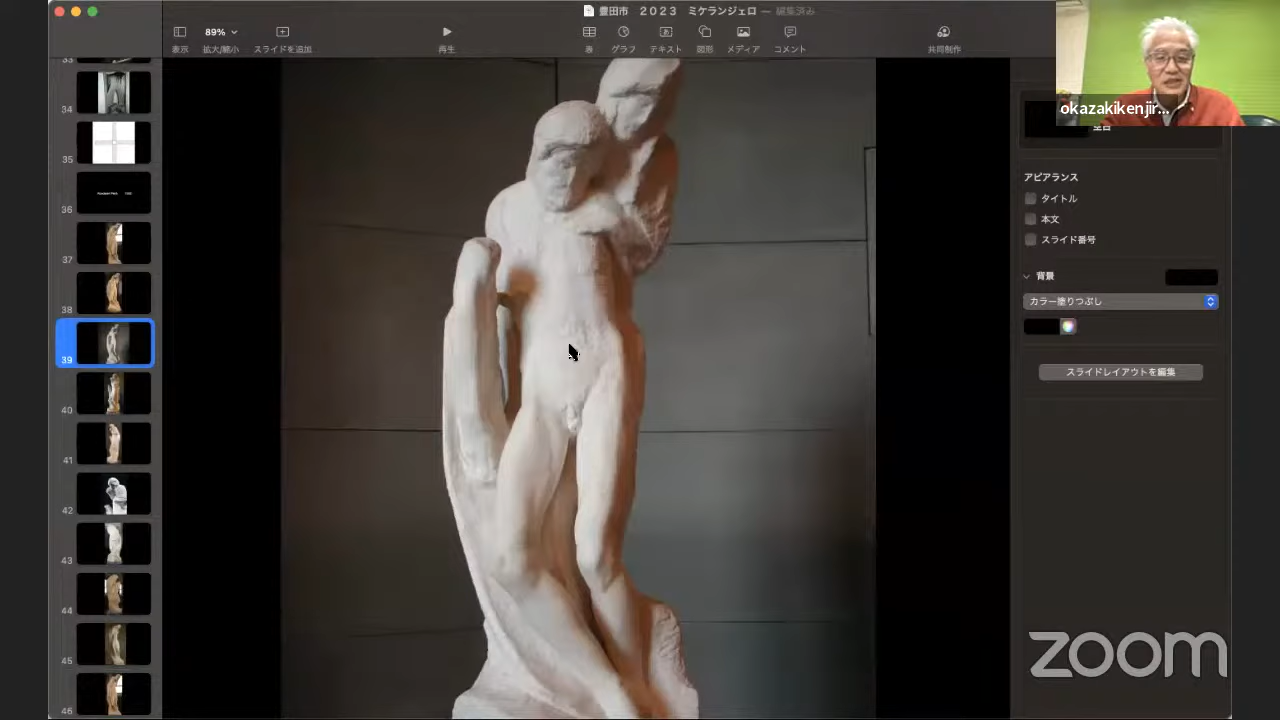 豊田市 2023 ミケランジェロ — 編集済み
89%
表示 拡大/縮小 スライドを追加 再生 表 グラフ テキスト 図形 メディア コメント 共同制作
okazakikenjir...
空白
アピアランス
タイトル
本文
スライド番号
背景
カラー塗りつぶし
スライドレイアウトを編集
33
34
35
36
37
38
39
40
41
42
43
44
45
46
zoom